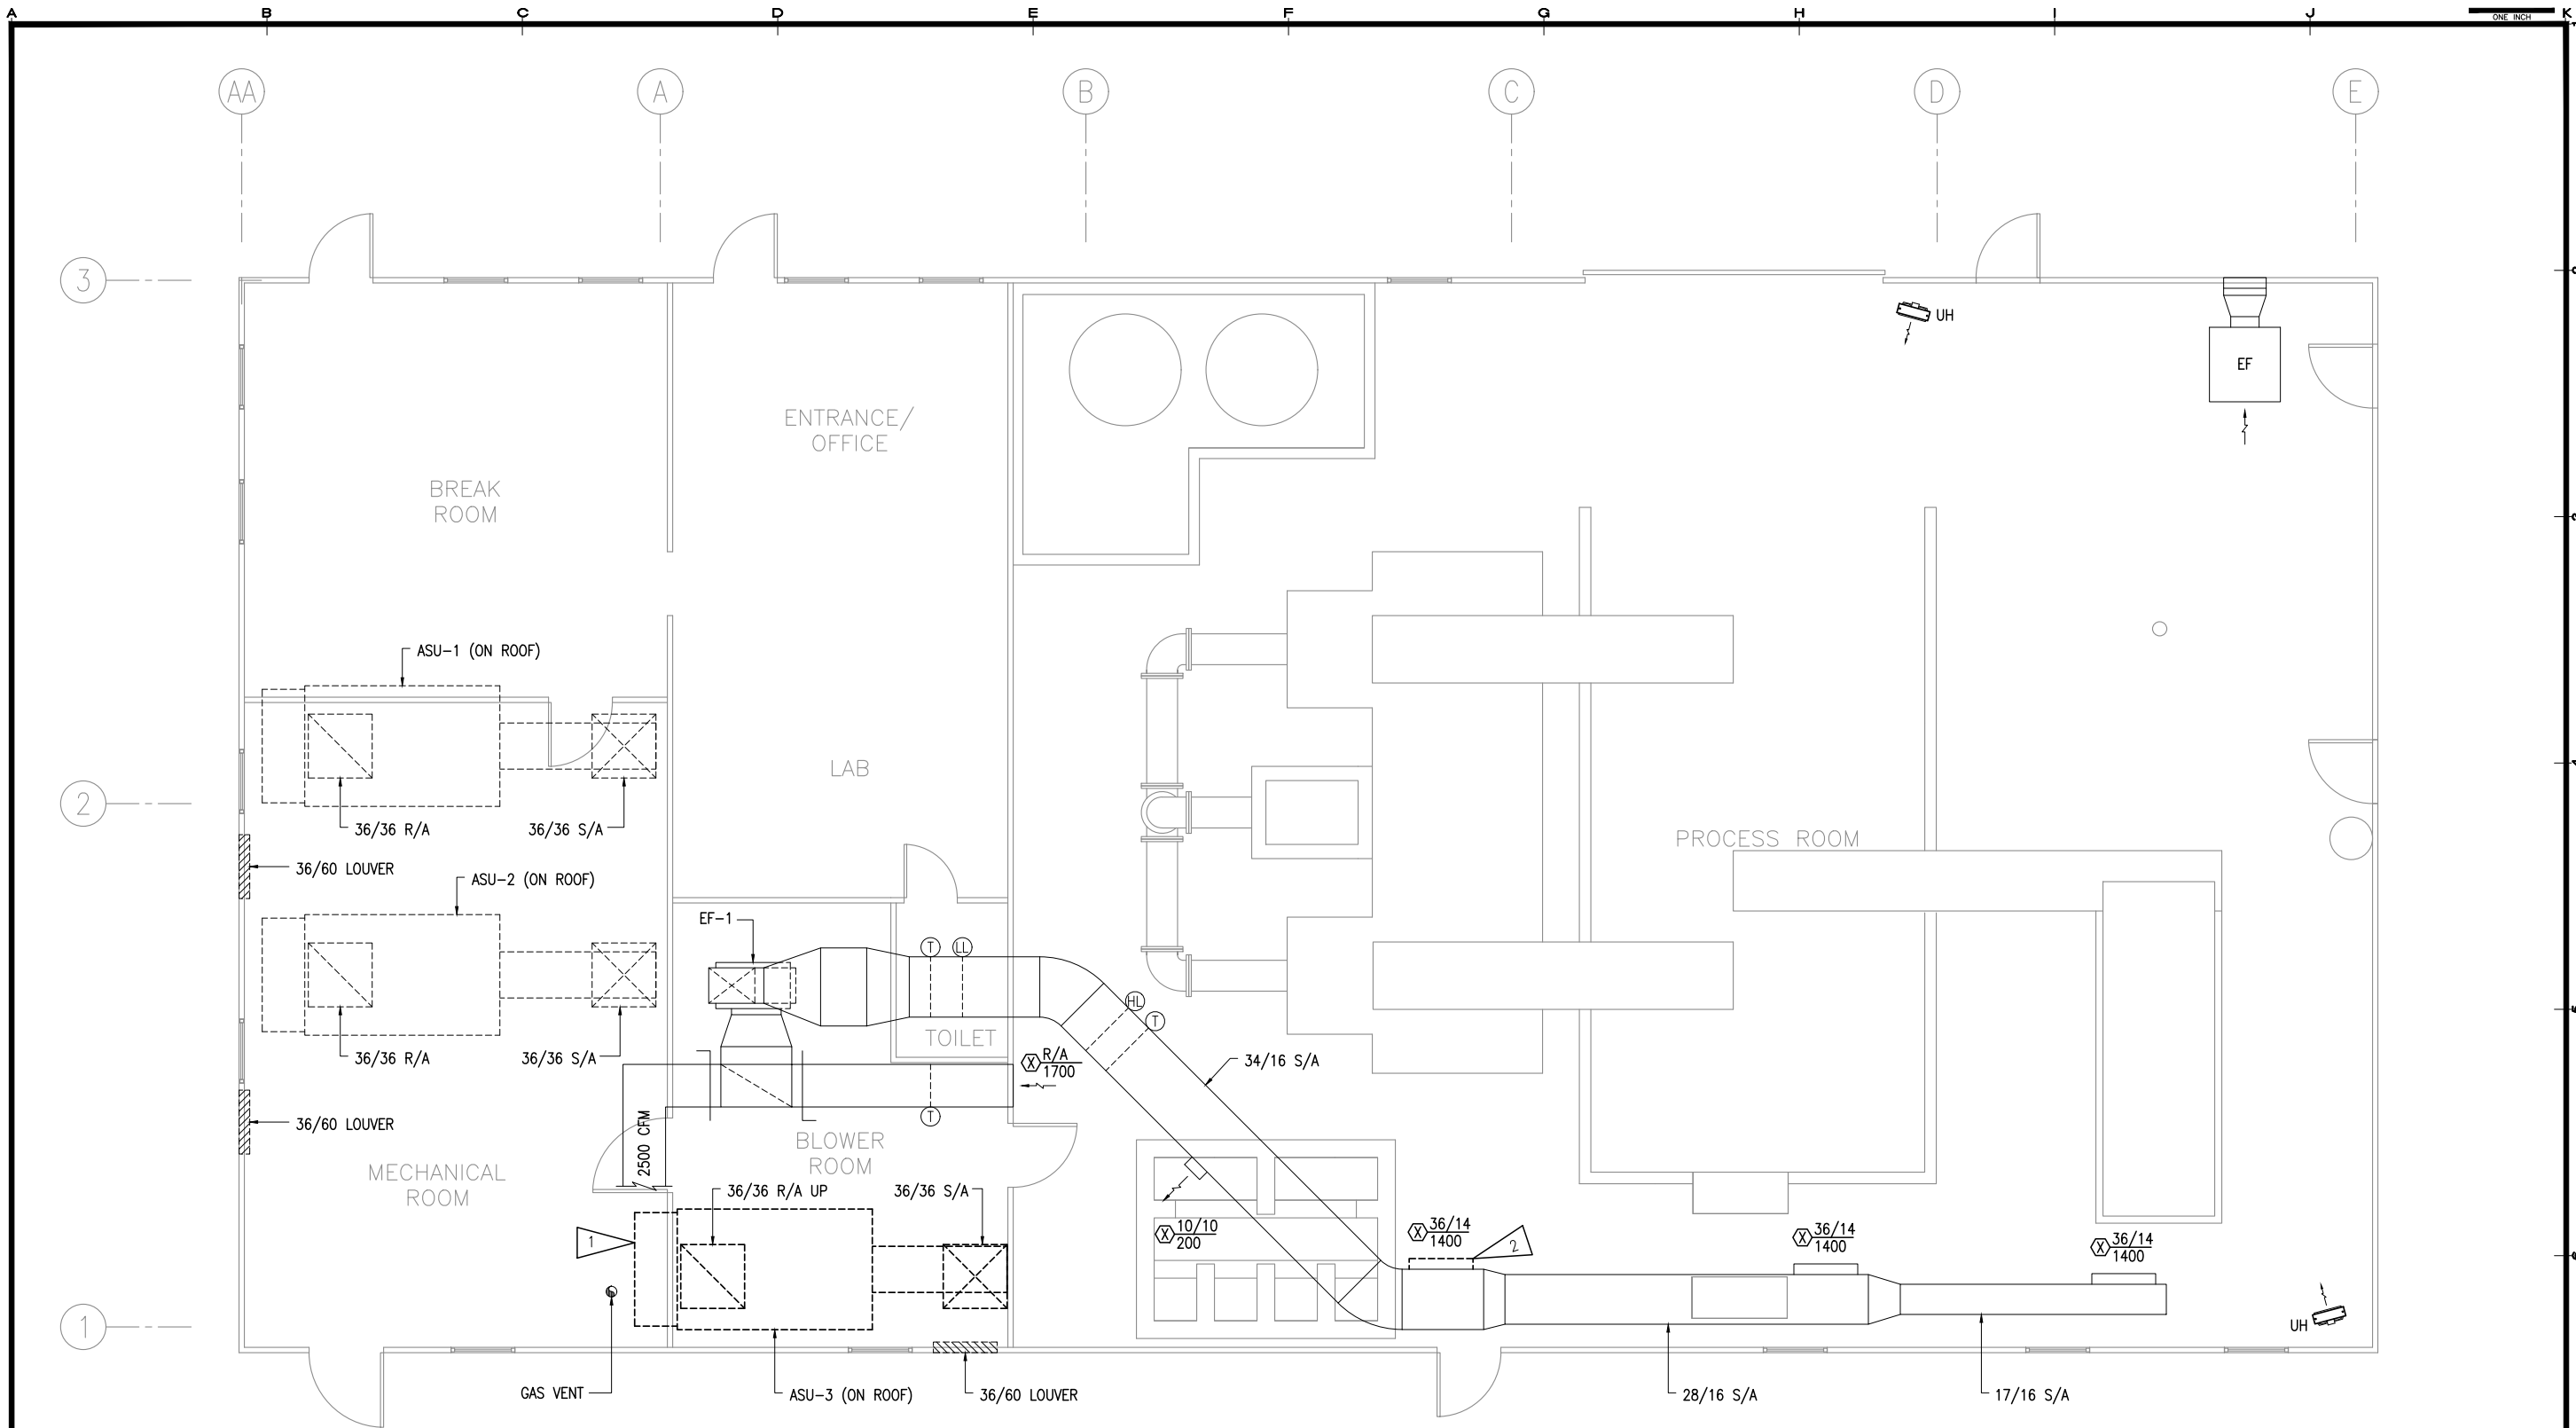 A B C D E F G H I J K
ONE INCH
AA A B C D E
3
UH
EF
ENTRANCE/
OFFICE
BREAK
ROOM
ASU-1 (ON ROOF)
LAB
2
36/36 R/A
36/36 S/A
PROCESS ROOM
36/60 LOUVER
ASU-2 (ON ROOF)
EF-1
T
LL
HL
T
TOILET
36/36 R/A
36/36 S/A
X
R/A
1700
34/16 S/A
T
36/60 LOUVER
2500 CFM
BLOWER
ROOM
MECHANICAL
ROOM
36/36 R/A UP
36/36 S/A
1
X
10/10
200
X
36/14
1400
2
X
36/14
1400
X
36/14
1400
1
UH
GAS VENT
ASU-3 (ON ROOF)
36/60 LOUVER
28/16 S/A
17/16 S/A